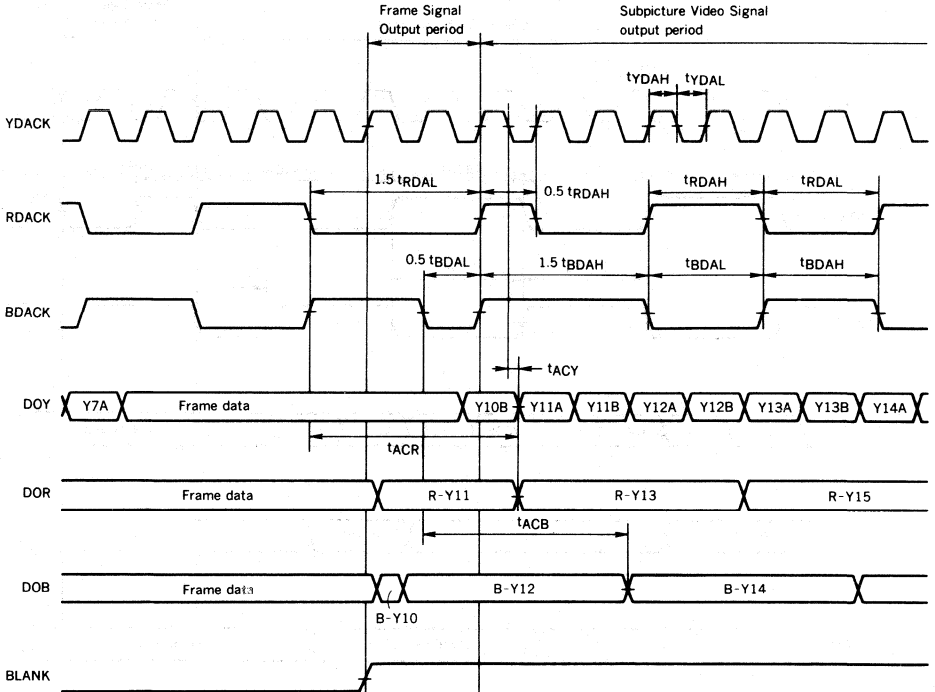 Frame Signal
Output period
Subpicture Video Signal
output period
tYDAH tYDAL
YDACK
1.5 tRDAL 0.5 tRDAH tRDAH tRDAL
RDACK
0.5 tBDAL 1.5 tBDAH tBDAL tBDAH
BDACK
tACY
DOY Y7A Frame data Y10B Y11A Y11B Y12A Y12B Y13A Y13B Y14A
tACR
DOR Frame data R-Y11 R-Y13 R-Y15
tACB
DOB Frame data B-Y12 B-Y14
B-Y10
BLANK